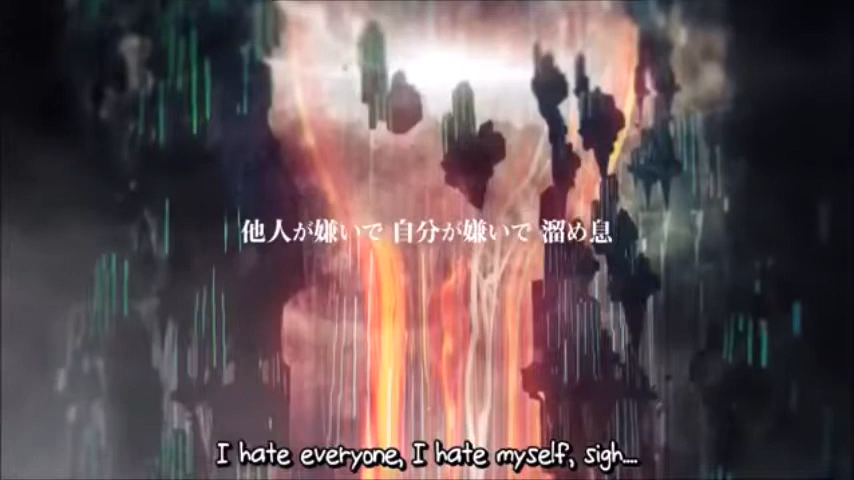 他人が嫌いで 自分が嫌いで 溜め息
I hate everyone, I hate myself, sigh....